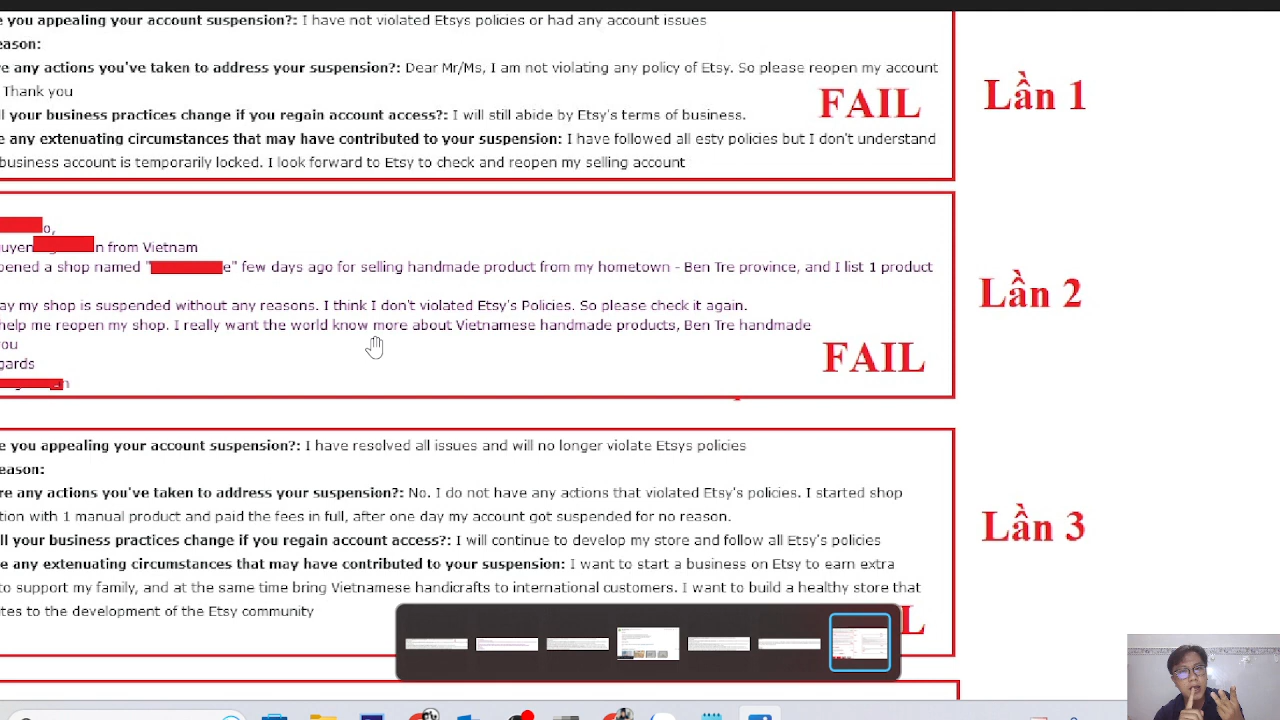 e you appealing your account suspension?: I have not violated Etsys policies or had any account issues
eason:
re any actions you've taken to address your suspension?: Dear Mr/Ms, I am not violating any policy of Etsy. So please reopen my account
Thank you
ll your business practices change if you regain account access?: I will still abide by Etsy's terms of business.
e any extenuating circumstances that may have contributed to your suspension: I have followed all esty policies but I don't understand
business account is temporarily locked. I look forward to Etsy to check and reopen my selling account
FAIL
Lần 1
o,
guyen n from Vietnam
pened a shop named " e" few days ago for selling handmade product from my hometown - Ben Tre province, and I list 1 product
ay my shop is suspended without any reasons I think I don't violated Etsy's Policies. So please check it again.
help me reopen my shop. I really want the world know more about Vietnamese handmade products, Ben Tre handmade
ou
gards
n
FAIL
Lần 2
e you appealing your account suspension?: I have resolved all issues and will no longer violate Etsys policies
eason:
re any actions you've taken to address your suspension?: No. I do not have any actions that violated Etsy's policies. I started shop
tion with 1 manual product and paid the fees in full, after one day my account got suspended for no reason.
ll your business practices change if you regain account access?: I will continue to develop my store and follow all Etsy's policies
e any extenuating circumstances that may have contributed to your suspension: I want to start a business on Etsy to earn extra
to support my family, and at the same time bring Vietnamese handicrafts to international customers. I want to build a healthy store that
tes to the development of the Etsy community
L
Lần 3